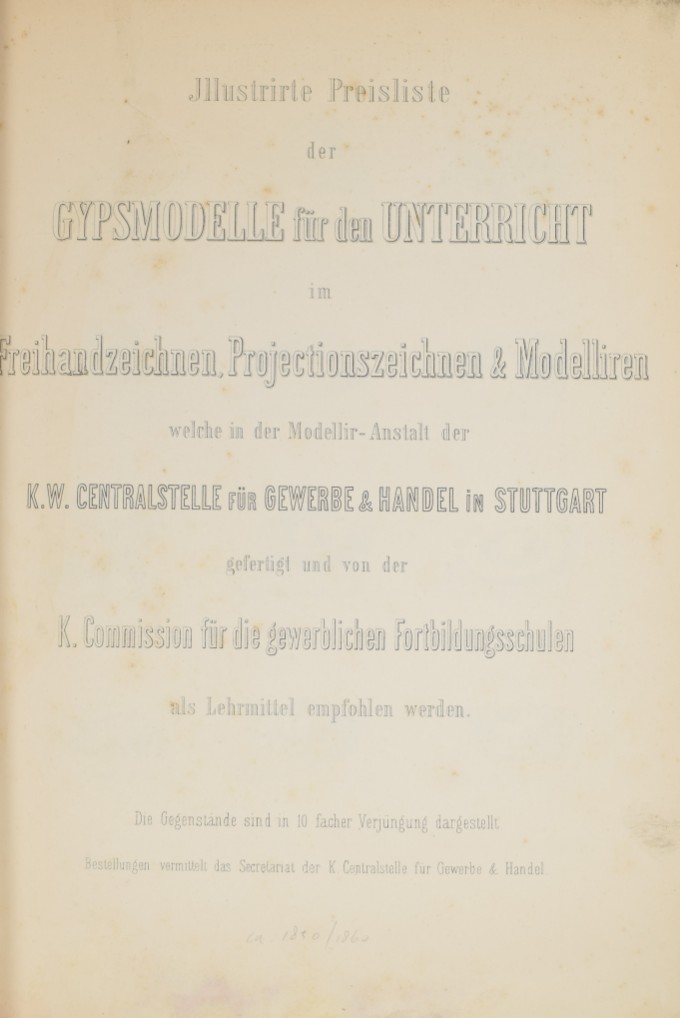 Jllustrirte Preisliste
der
GYPSMODELLE für den UNTERRICHT
im
Freihandzeichnen, Projectionszeichnen & Modelliren
welche in der Modellir-Anstalt der
K.W. CENTRALSTELLE FÜR GEWERBE & HANDEL in STUTTGART
gefertigt und von der
K. Commission für die gewerblichen Fortbildungsschulen
als Lehrmittel empfohlen werden.
Die Gegenstände sind in 10 facher Verjüngung dargestellt.
Bestellungen vermittelt das Secretariat der K. Centralstelle für Gewerbe & Handel